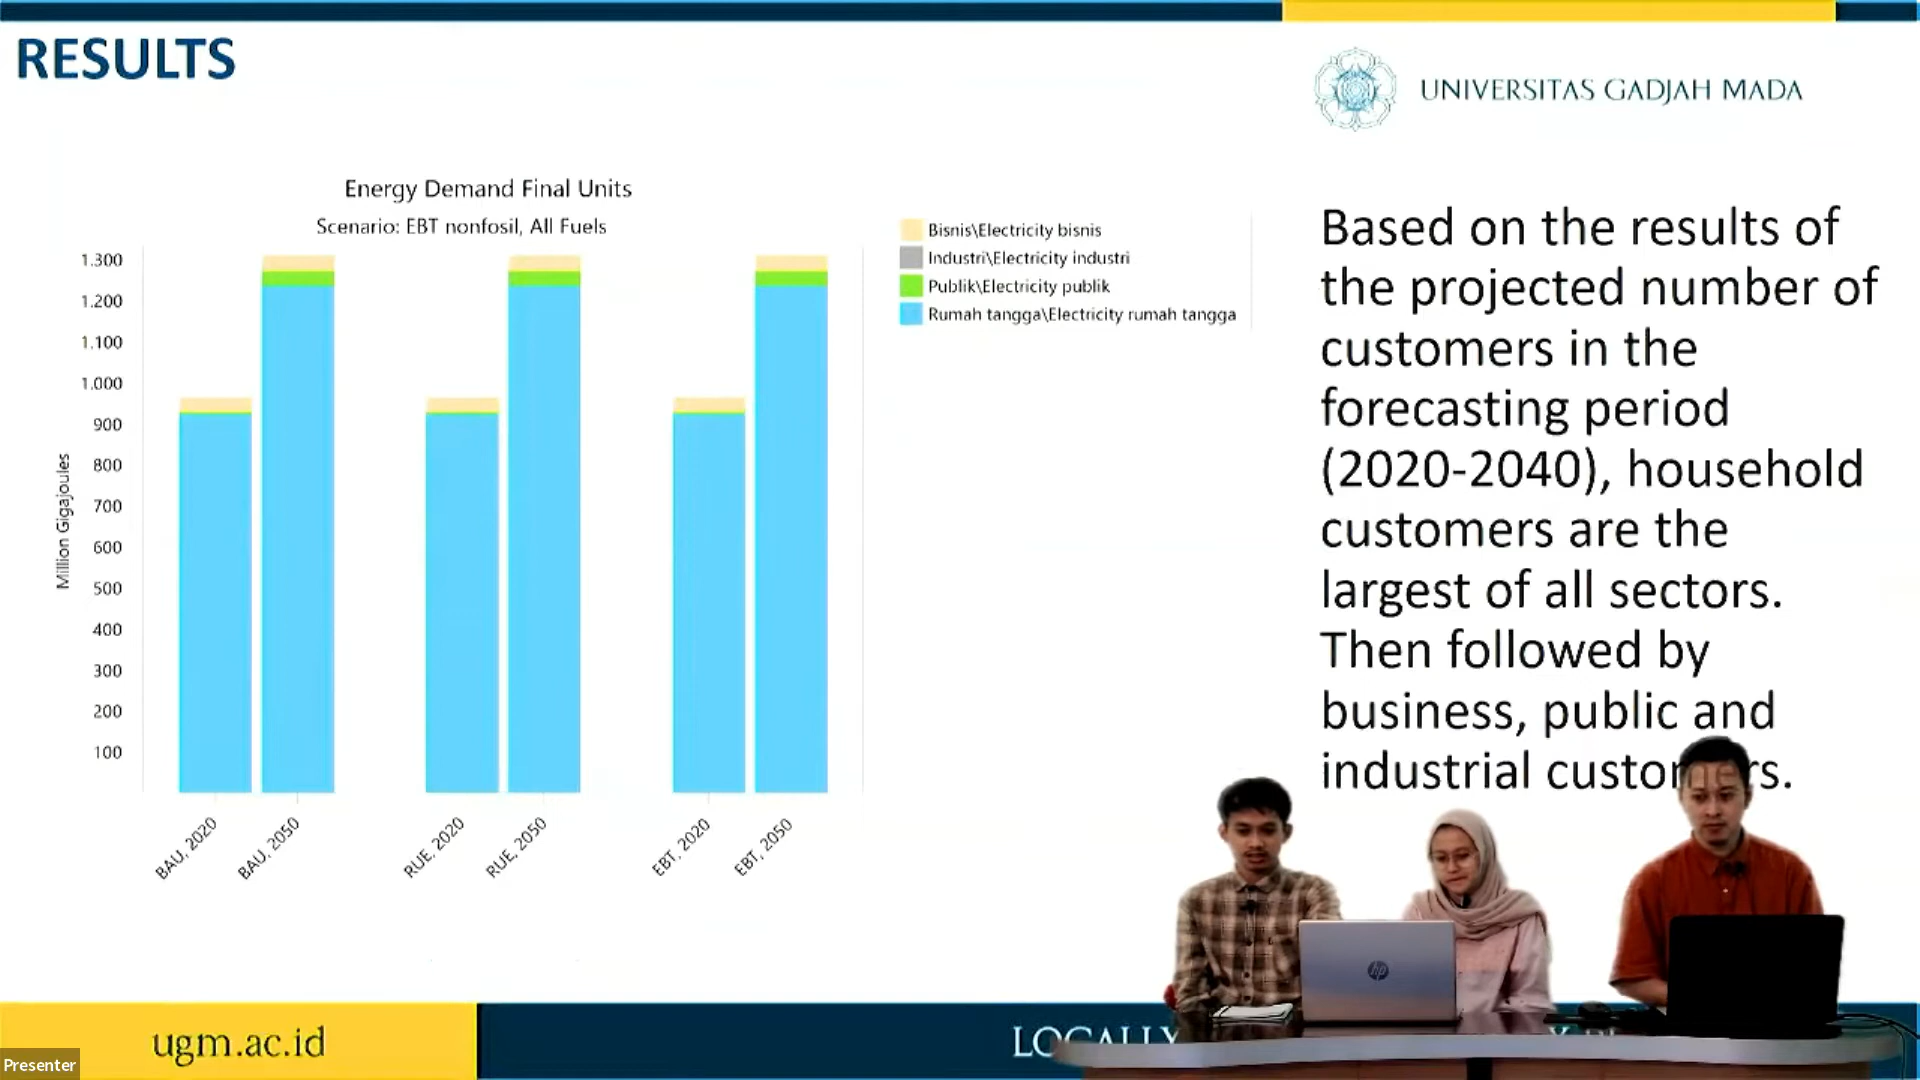 RESULTS
UNIVERSITAS GADJAH MADA
Energy Demand Final Units
Scenario: EBT nonfosil, All Fuels
Bisnis\Electricity bisnis
Industri\Electricity industri
Publik\Electricity publik
Rumah tangga\Electricity rumah tangga
Million Gigajoules
1.300
1.200
1.100
1.000
900
800
700
600
500
400
300
200
100
BAU, 2020
BAU, 2050
RUE, 2020
RUE, 2050
EBT, 2020
EBT, 2050
Based on the results of
the projected number of
customers in the
forecasting period
(2020-2040), household
customers are the
largest of all sectors.
Then followed by
business, public and
industrial customers.
hp
ugm.ac.id
LOCALLY
Presenter